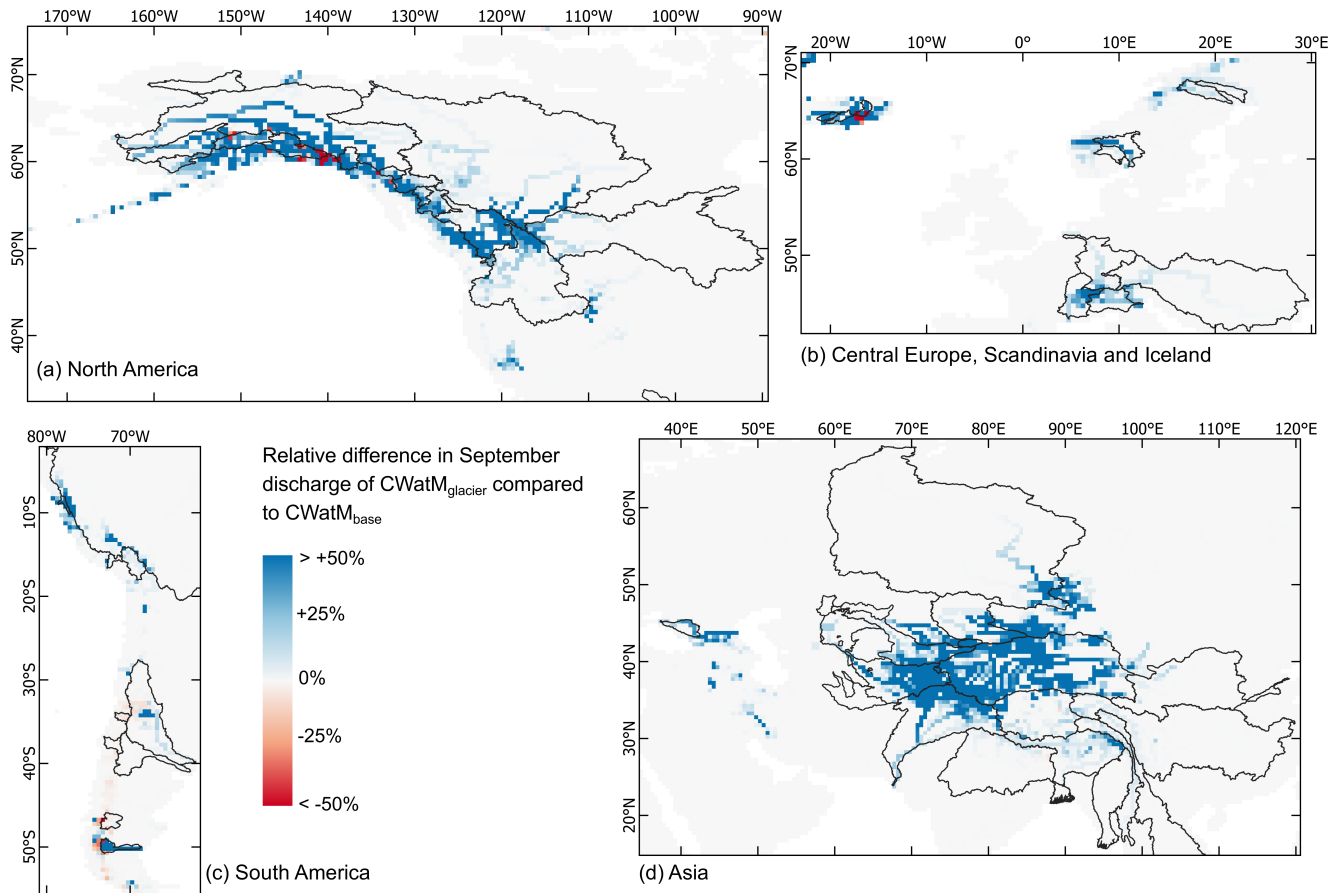 170°W 160°W 150°W 140°W 130°W 120°W 110°W 100°W 90°W
70°N
60°N
50°N
40°N
(a) North America
20°W 10°W 0° 10°E 20°E 30°E
70°N
60°N
50°N
(b) Central Europe, Scandinavia and Iceland
80°W 70°W
10°S
20°S
30°S
40°S
50°S
(c) South America
Relative difference in September
discharge of CWatMglacier compared
to CWatMbase
> +50%
+25%
0%
-25%
< -50%
40°E 50°E 60°E 70°E 80°E 90°E 100°E 110°E 120°E
60°N
50°N
40°N
30°N
20°N
(d) Asia